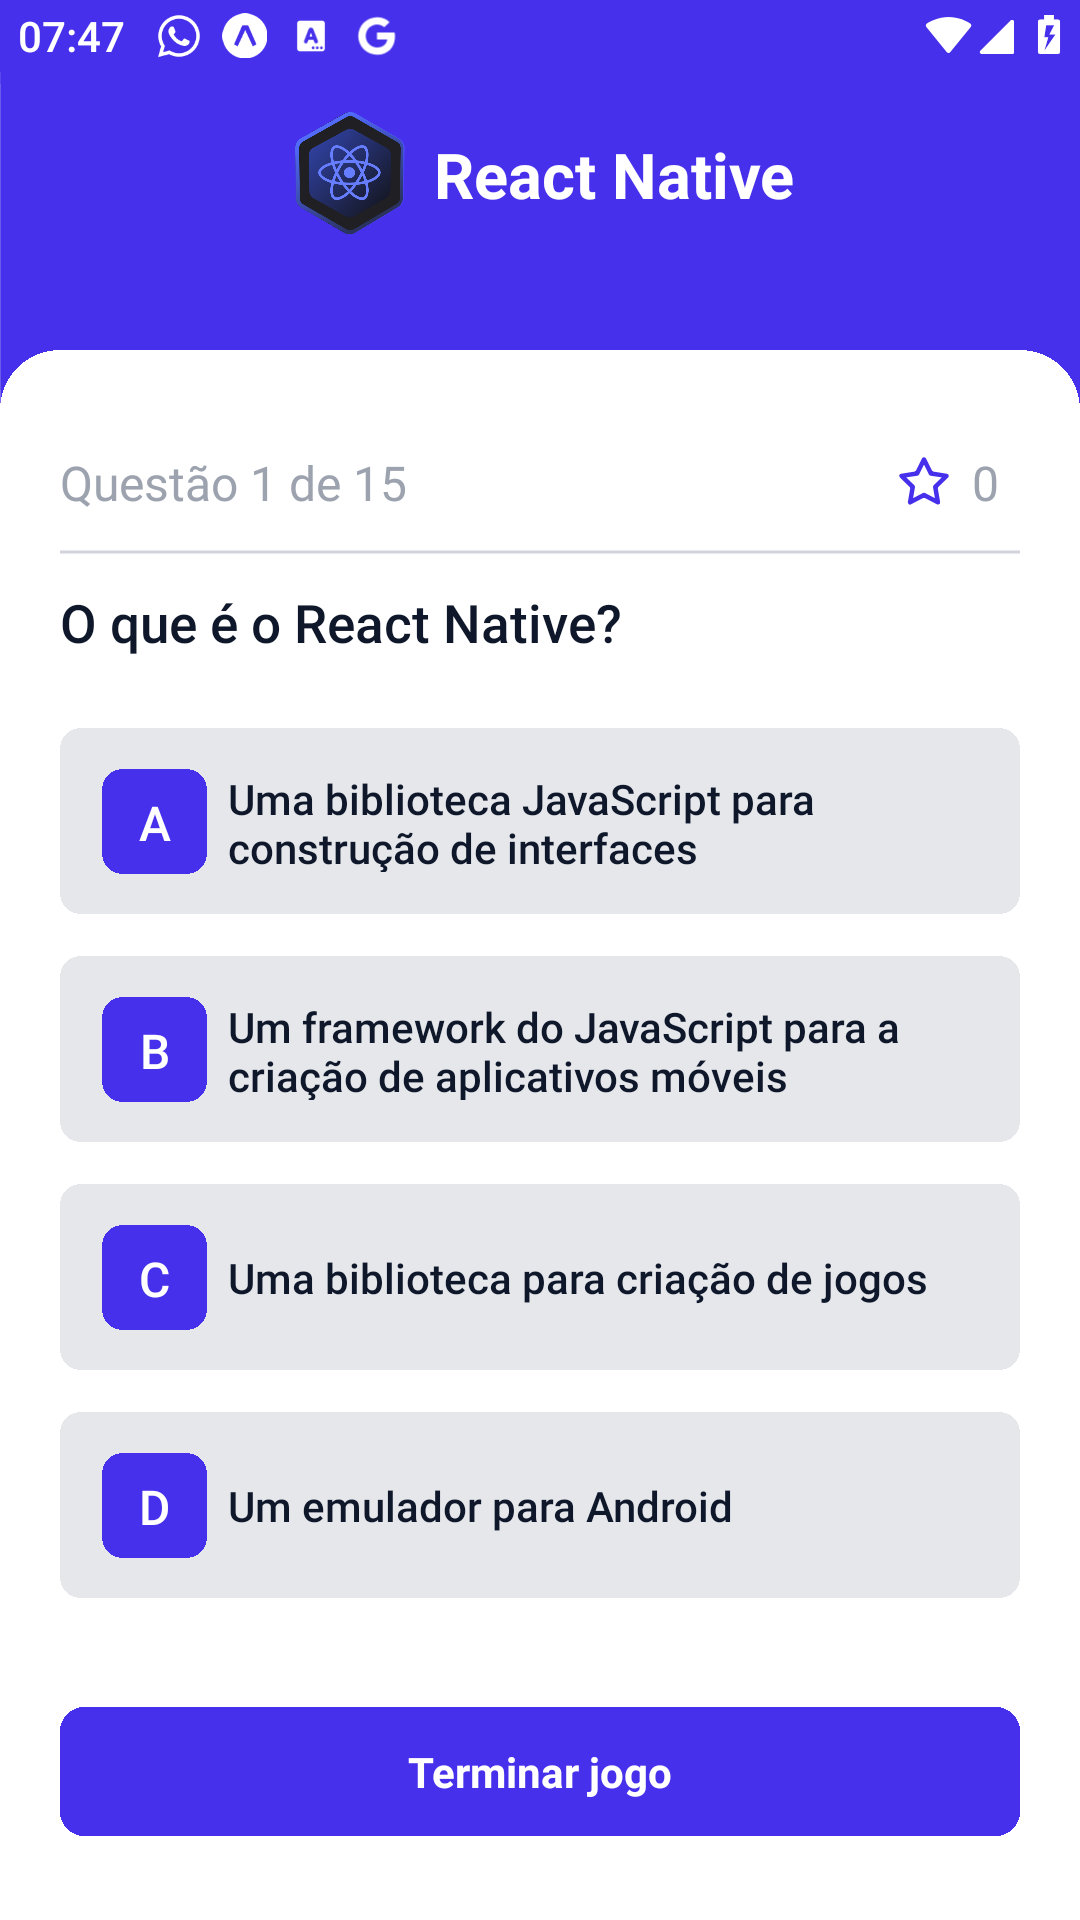 07:47
React Native
Questão 1 de 15
0
O que é o React Native?
A
Uma biblioteca JavaScript para
construção de interfaces
B
Um framework do JavaScript para a
criação de aplicativos móveis
C
Uma biblioteca para criação de jogos
D
Um emulador para Android
Terminar jogo